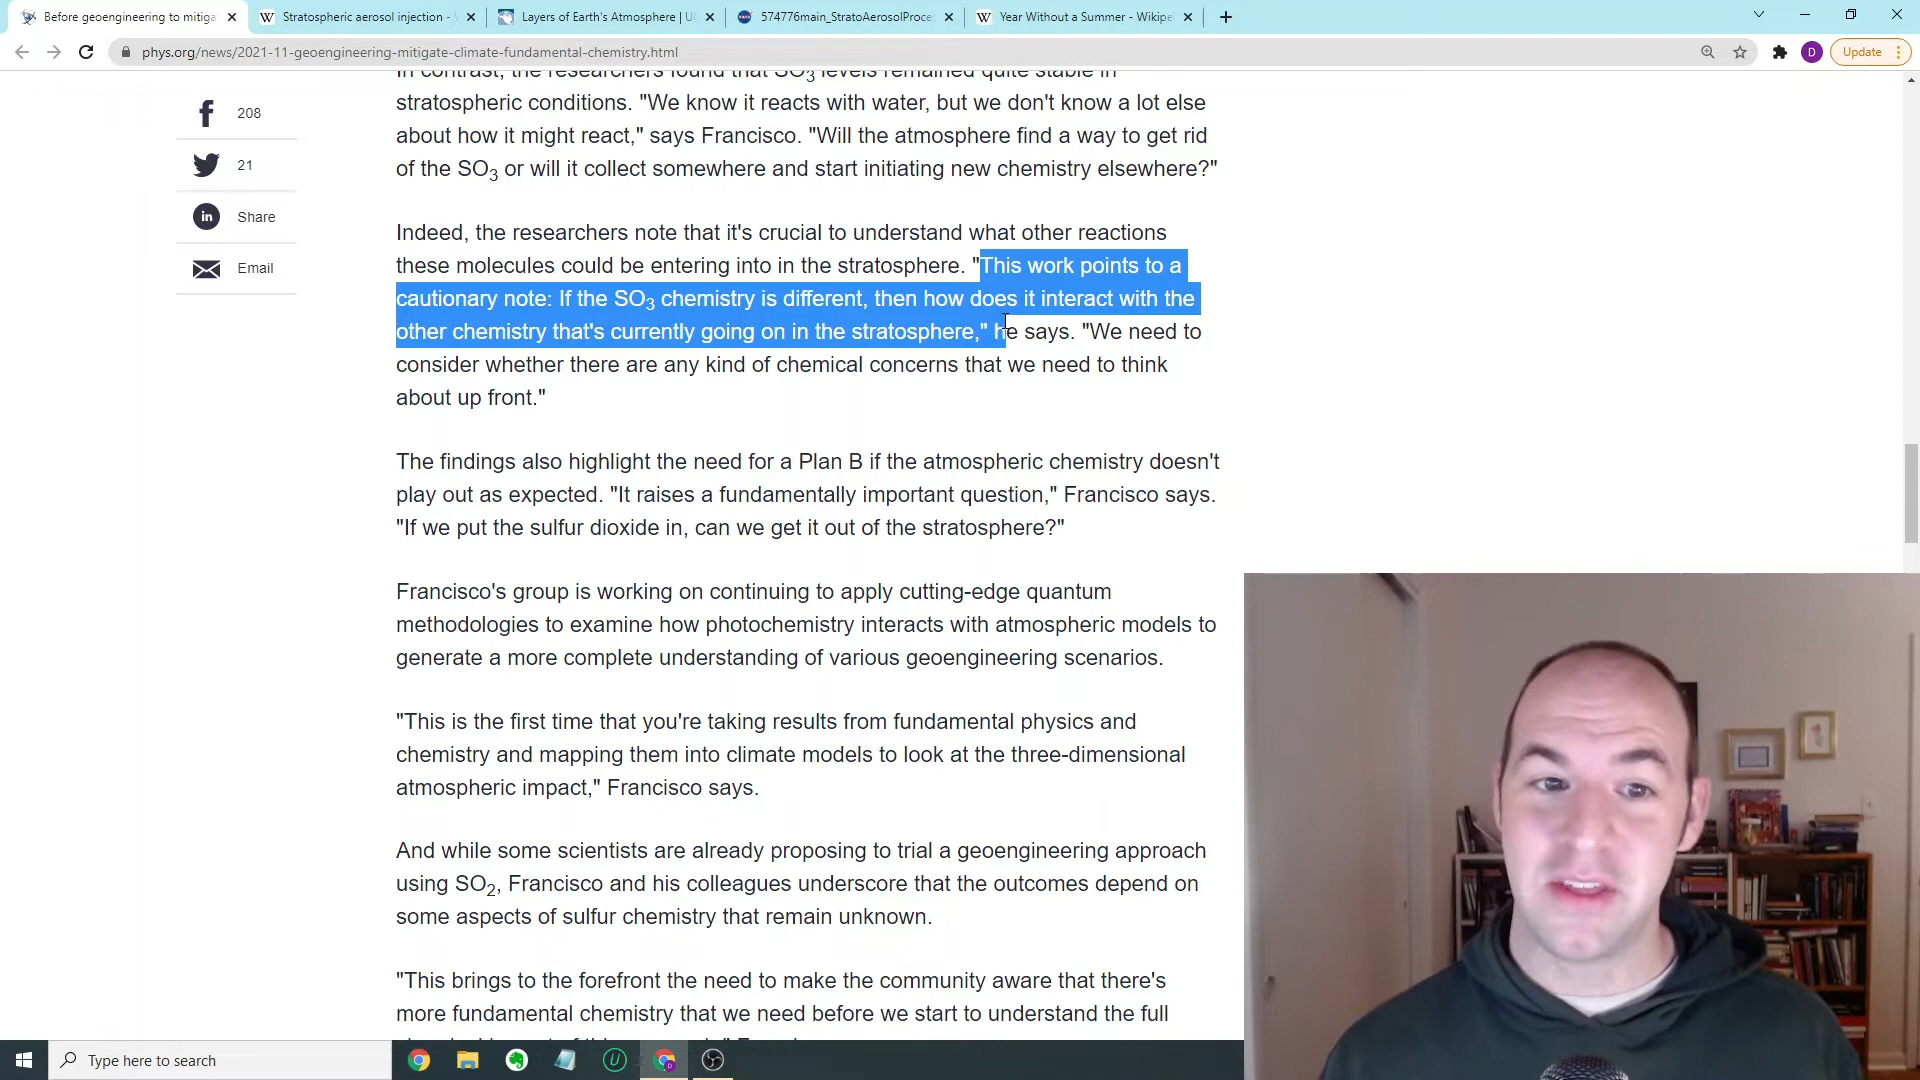 Before geoengineering to mitiga
Stratospheric aerosol injection -
Layers of Earth's Atmosphere | U
574776main_StratoAerosolProce
Year Without a Summer - Wikipe
phys.org/news/2021-11-geoengineering-mitigate-climate-fundamental-chemistry.html
D
Update
208
21
Share
Email
In contrast, the researchers found that SO3 levels remained quite stable in
stratospheric conditions. "We know it reacts with water, but we don't know a lot else
about how it might react," says Francisco. "Will the atmosphere find a way to get rid
of the SO3 or will it collect somewhere and start initiating new chemistry elsewhere?"
Indeed, the researchers note that it's crucial to understand what other reactions
these molecules could be entering into in the stratosphere. "This work points to a
cautionary note: If the SO3 chemistry is different, then how does it interact with the
other chemistry that's currently going on in the stratosphere," he says. "We need to
consider whether there are any kind of chemical concerns that we need to think
about up front."
The findings also highlight the need for a Plan B if the atmospheric chemistry doesn't
play out as expected. "It raises a fundamentally important question," Francisco says.
"If we put the sulfur dioxide in, can we get it out of the stratosphere?"
Francisco's group is working on continuing to apply cutting-edge quantum
methodologies to examine how photochemistry interacts with atmospheric models to
generate a more complete understanding of various geoengineering scenarios.
"This is the first time that you're taking results from fundamental physics and
chemistry and mapping them into climate models to look at the three-dimensional
atmospheric impact," Francisco says.
And while some scientists are already proposing to trial a geoengineering approach
using SO2, Francisco and his colleagues underscore that the outcomes depend on
some aspects of sulfur chemistry that remain unknown.
"This brings to the forefront the need to make the community aware that there's
more fundamental chemistry that we need before we start to understand the full
Type here to search